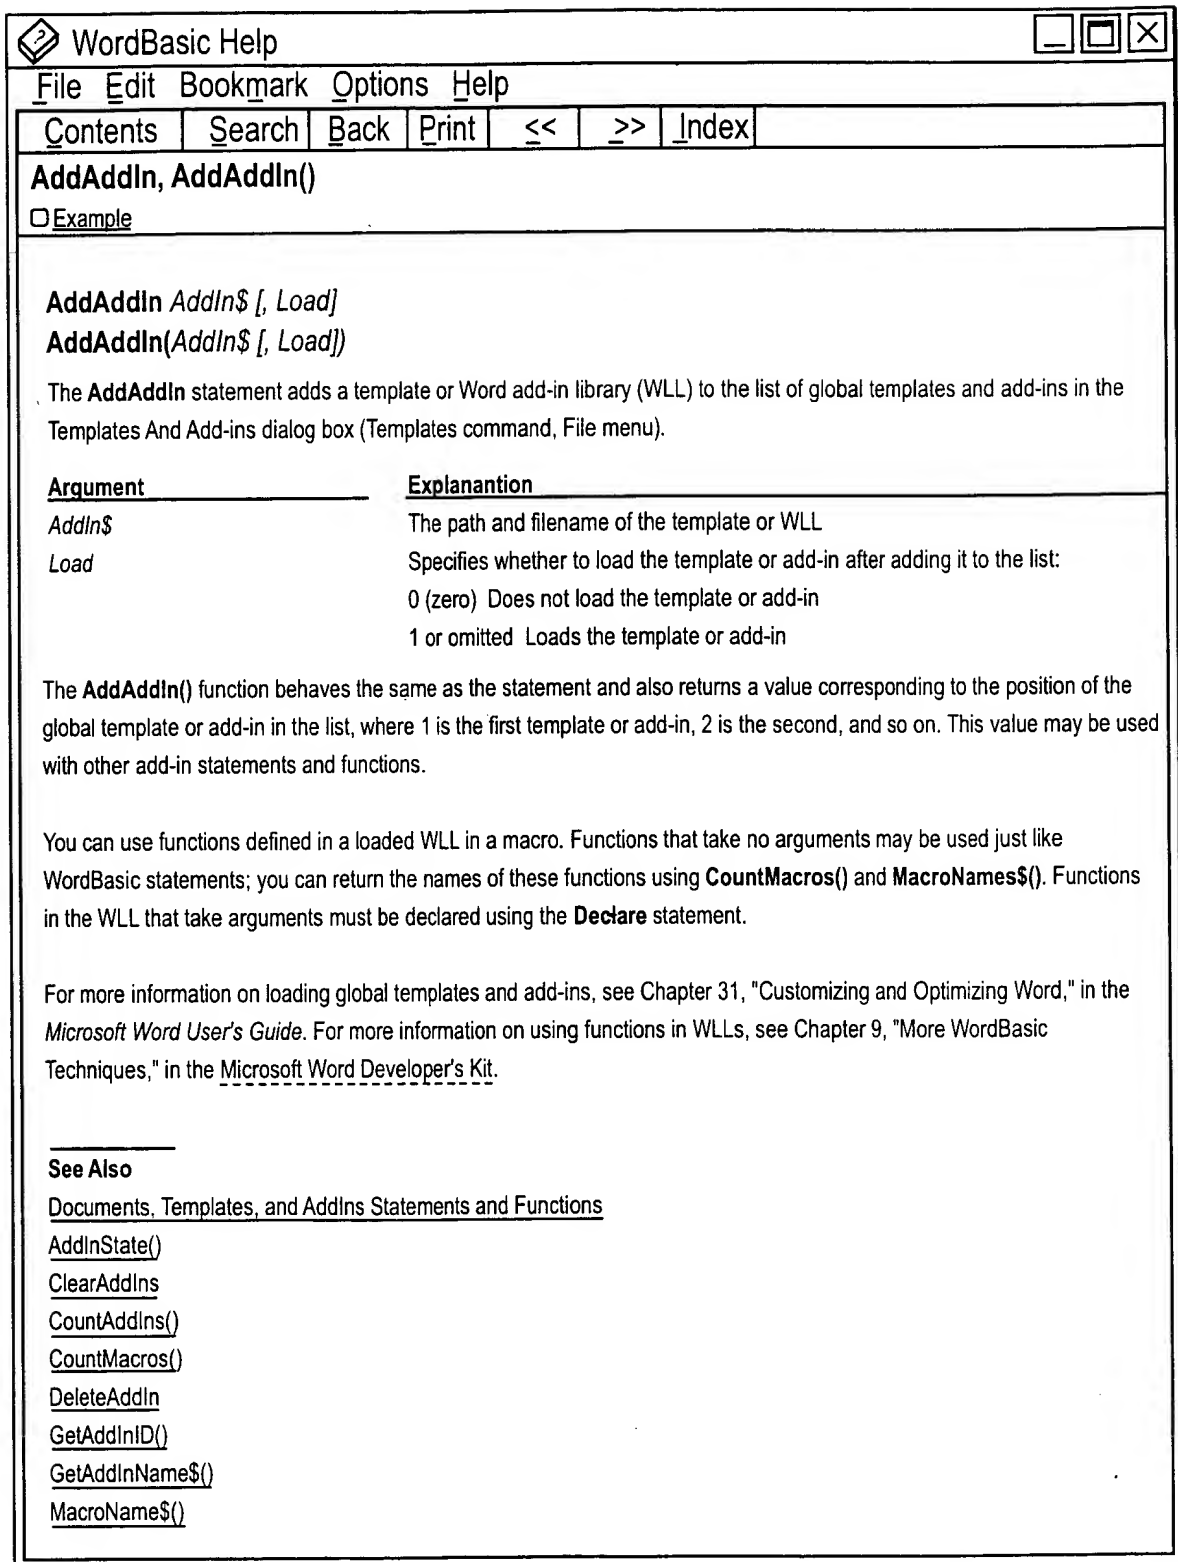 WordBasic Help
File Edit Bookmark Options Help
Contents Search Back Print << >> Index
AddAddIn, AddAddIn()
Example
AddAddIn AddIn$ [, Load]
AddAddIn(AddIn$ [, Load])
The AddAddIn statement adds a template or Word add-in library (WLL) to the list of global templates and add-ins in the
Templates And Add-ins dialog box (Templates command, File menu).
Argument Explanantion
AddIn$ The path and filename of the template or WLL
Load Specifies whether to load the template or add-in after adding it to the list:
0 (zero) Does not load the template or add-in
1 or omitted Loads the template or add-in
The AddAddIn() function behaves the same as the statement and also returns a value corresponding to the position of the
global template or add-in in the list, where 1 is the first template or add-in, 2 is the second, and so on. This value may be used
with other add-in statements and functions.
You can use functions defined in a loaded WLL in a macro. Functions that take no arguments may be used just like
WordBasic statements; you can return the names of these functions using CountMacros() and MacroNames$(). Functions
in the WLL that take arguments must be declared using the Declare statement.
For more information on loading global templates and add-ins, see Chapter 31, "Customizing and Optimizing Word," in the
Microsoft Word User's Guide. For more information on using functions in WLLs, see Chapter 9, "More WordBasic
Techniques," in the Microsoft Word Developer's Kit.
See Also
Documents, Templates, and AddIns Statements and Functions
AddInState()
ClearAddIns
CountAddIns()
CountMacros()
DeleteAddIn
GetAddInID()
GetAddInName$()
MacroName$()